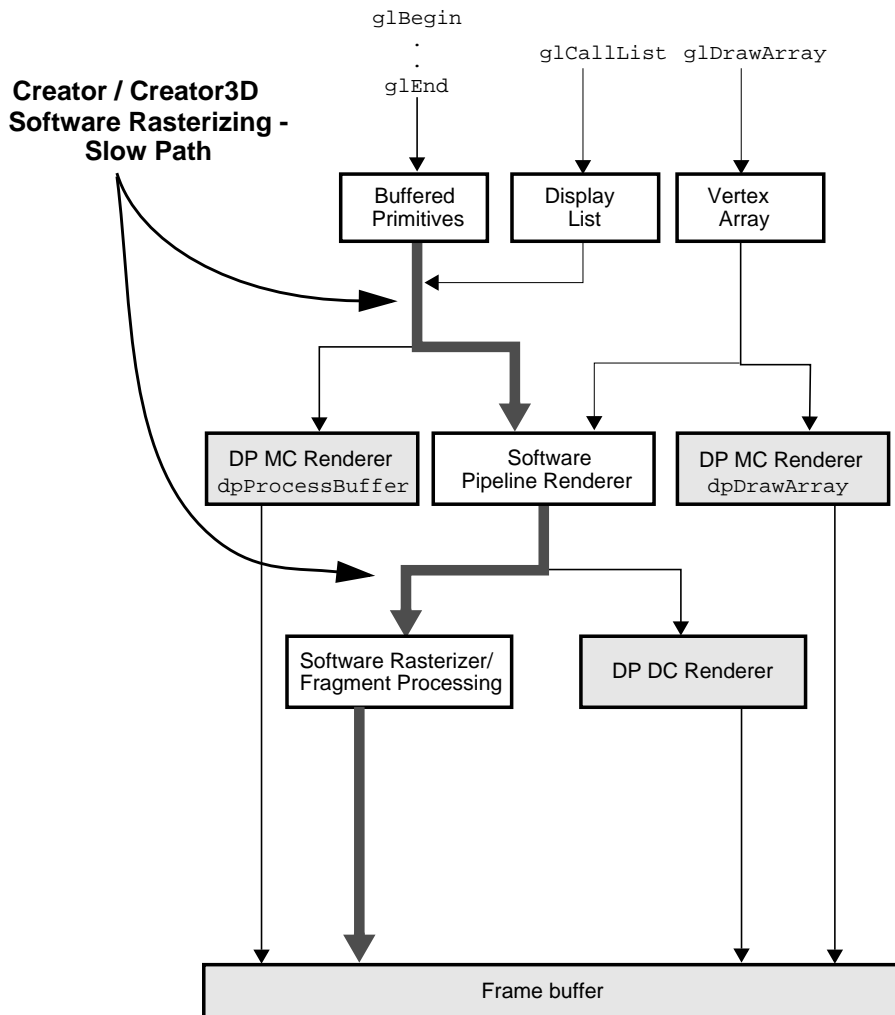 glBegin
.
.
glEnd
glCallList
glDrawArray
Creator / Creator3D
Software Rasterizing -
Slow Path
Buffered
Primitives
Display
List
Vertex
Array
DP MC Renderer
dpProcessBuffer
Software
Pipeline Renderer
DP MC Renderer
dpDrawArray
Software Rasterizer/
Fragment Processing
DP DC Renderer
Frame buffer